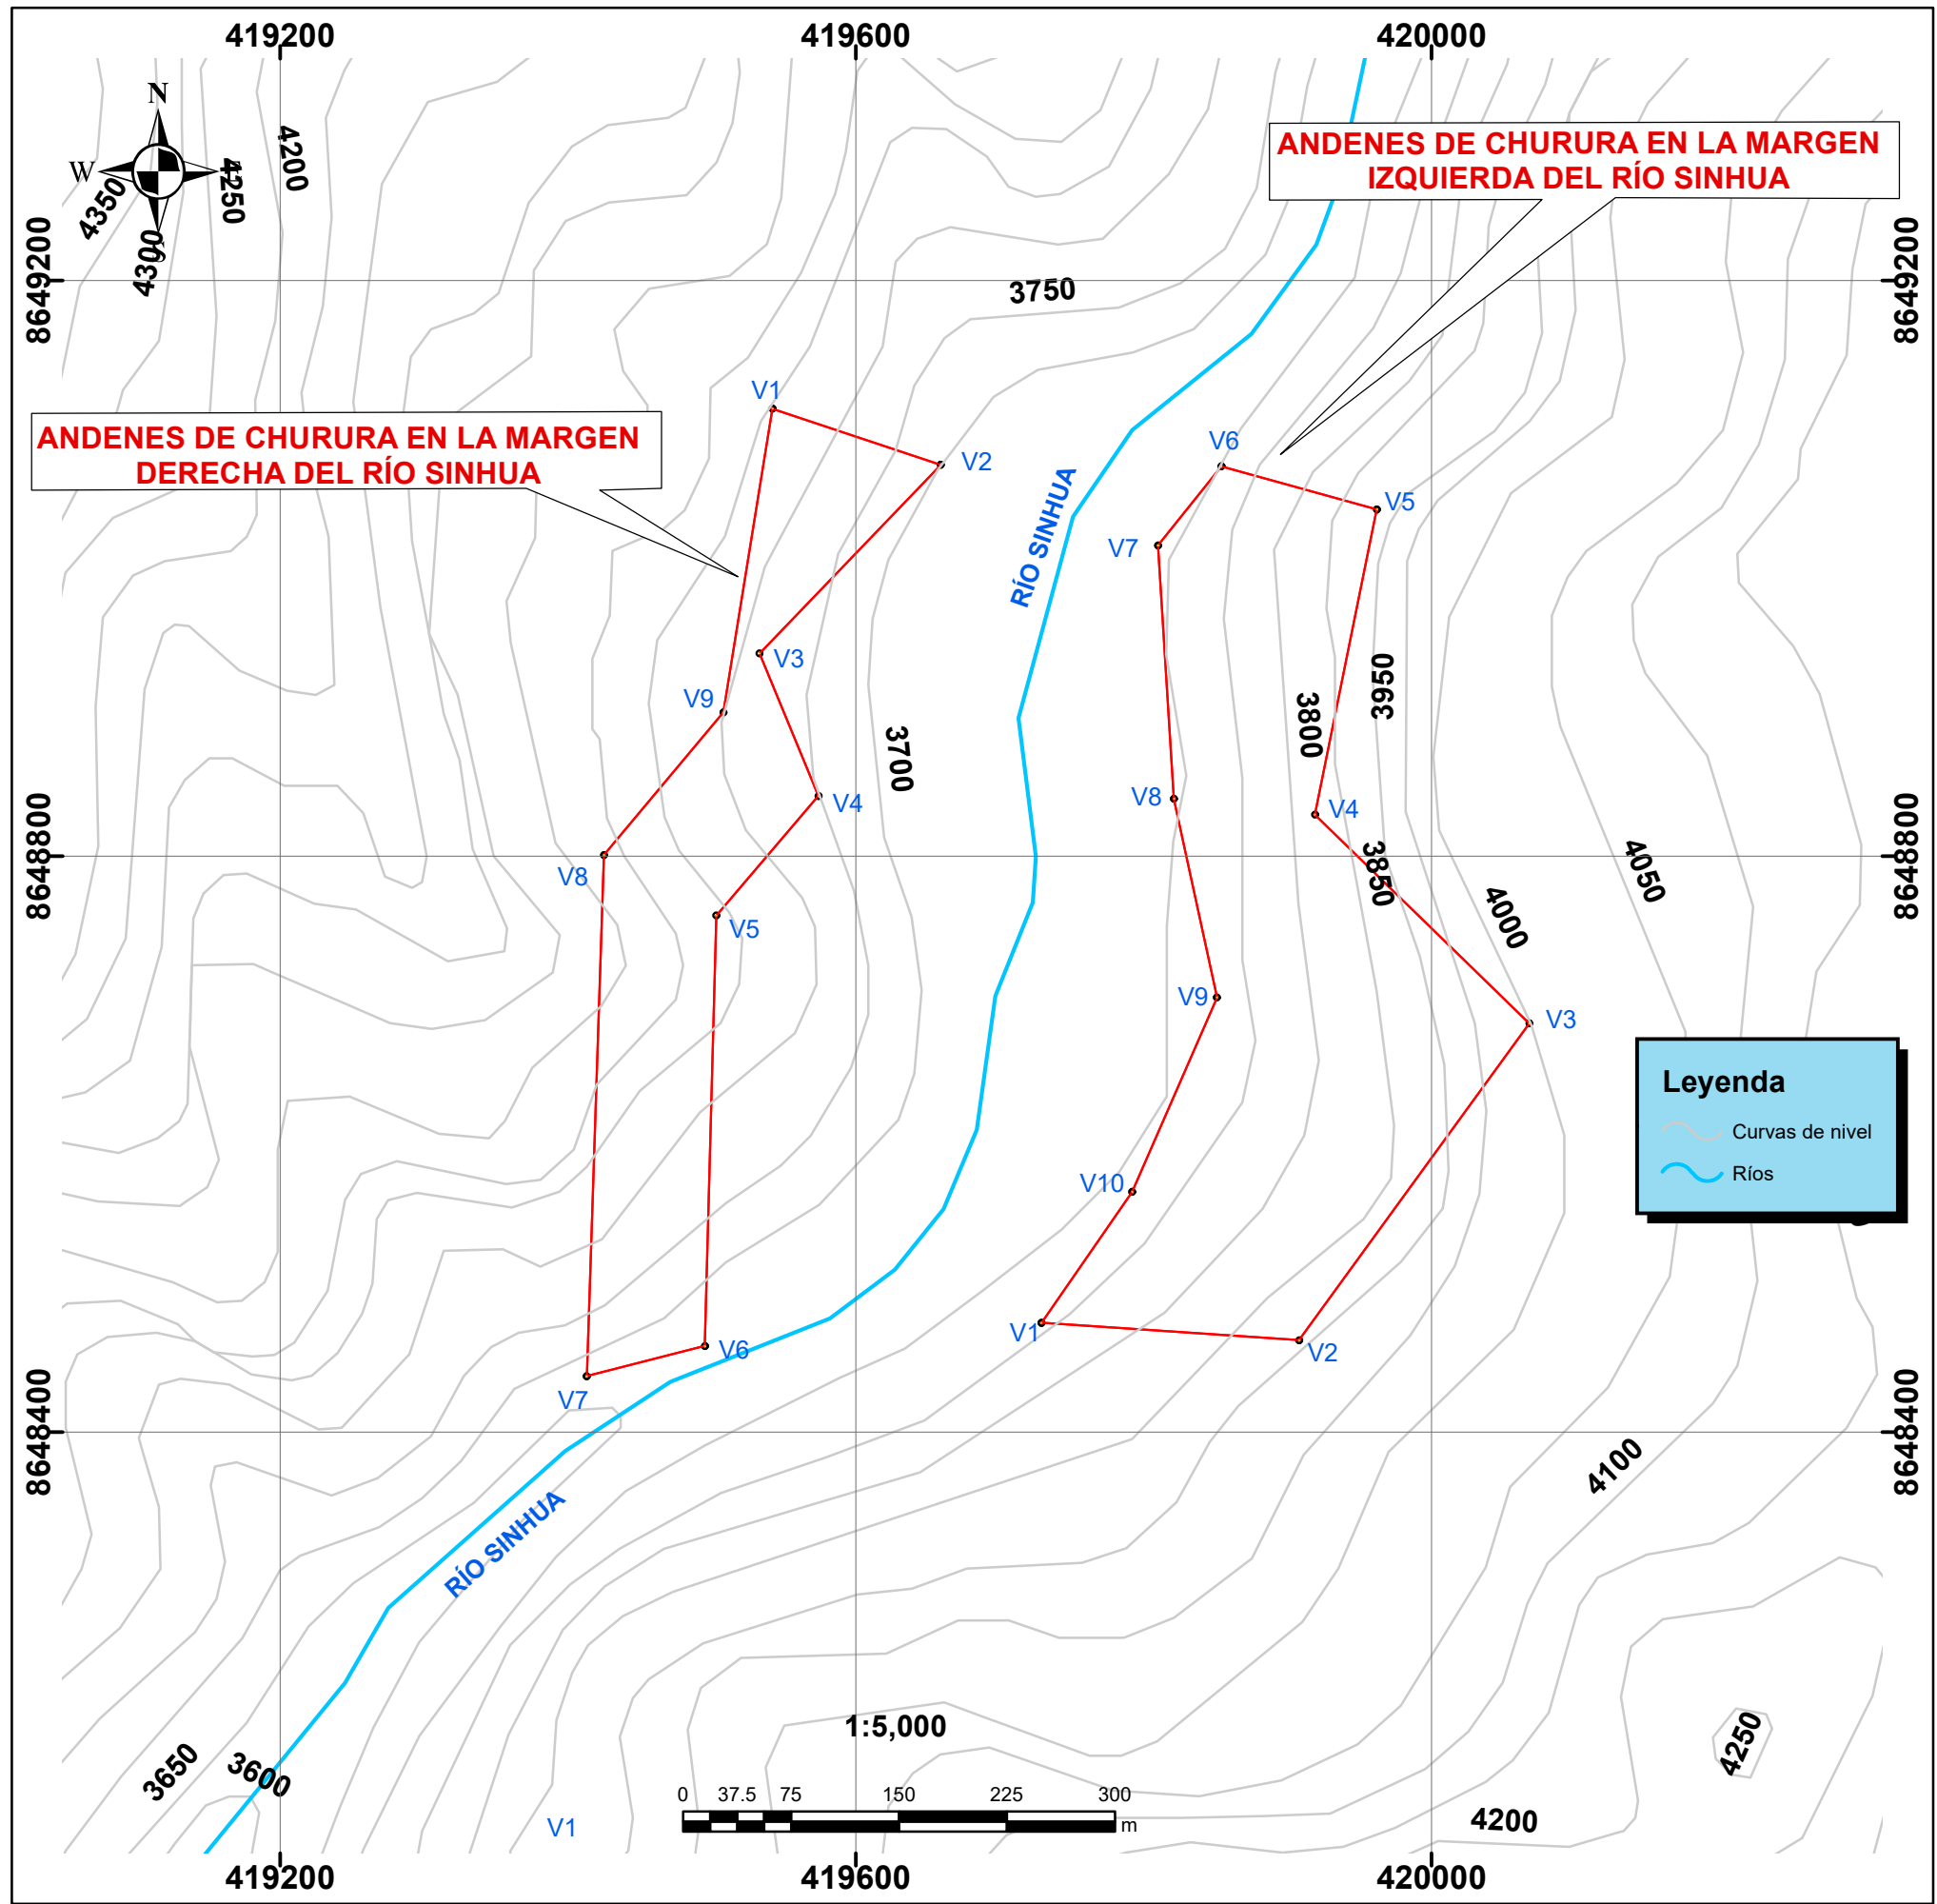 419200
419600
420000
N
W
E
S
4350
4300
4250
4200
8649200
8649200
ANDENES DE CHURURA EN LA MARGEN
IZQUIERDA DEL RÍO SINHUA
3750
ANDENES DE CHURURA EN LA MARGEN
DERECHA DEL RÍO SINHUA
V1
V2
V3
V4
V5
V6
V7
V8
V9
RÍO SINHUA
V6
V5
V7
V8
V4
V9
V3
V10
V1
V2
3700
3800
3950
3850
4000
4050
8648800
8648800
Leyenda
Curvas de nivel
Ríos
8648400
8648400
4100
RÍO SINHUA
3650
3600
4250
4200
1:5,000
0 37.5 75 150 225 300
m
V1
419200
419600
420000